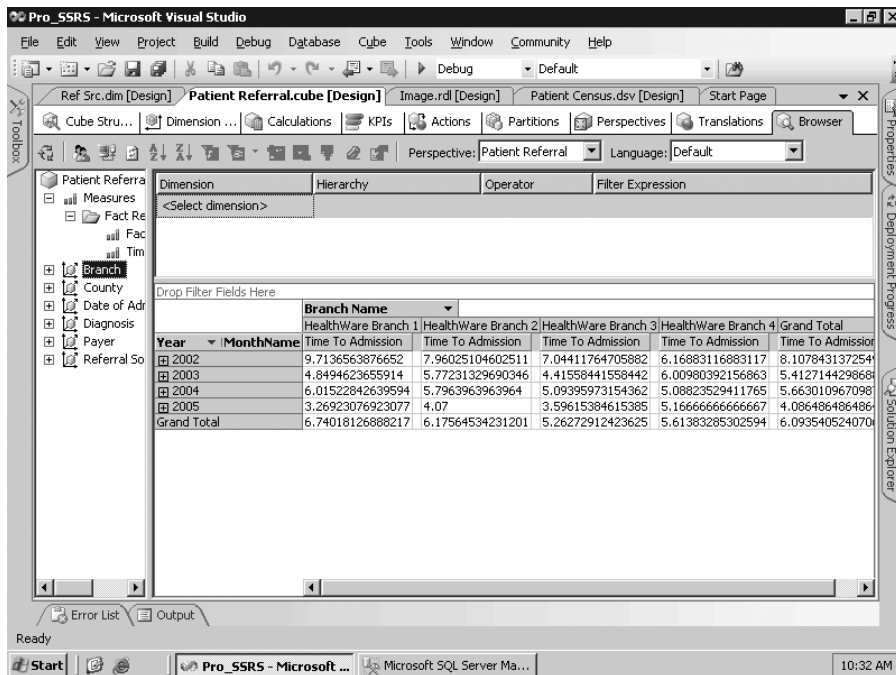 Pro_SSRS - Microsoft Visual Studio
File Edit View Project Build Debug Database Cube Tools Window Community Help
Debug Default
Ref Src.dim [Design] Patient Referral.cube [Design] Image.rdl [Design] Patient Census.dsv [Design] Start Page
Cube Stru... Dimension ... Calculations KPIs Actions Partitions Perspectives Translations Browser
Perspective: Patient Referral Language: Default
Toolbox
Properties
Deployment Progress
Solution Explorer
Patient Referra
Measures
Fact Re
Fac
Tim
Branch
County
Date of Adr
Diagnosis
Payer
Referral So
Dimension Hierarchy Operator Filter Expression
<Select dimension>
Drop Filter Fields Here
Branch Name
HealthWare Branch 1 HealthWare Branch 2 HealthWare Branch 3 HealthWare Branch 4 Grand Total
Year MonthName Time To Admission Time To Admission Time To Admission Time To Admission Time To Admission
2002 9.7136563876652 7.96025104602511 7.04411764705882 6.16883116883117 8.1078431372549
2003 4.8494623655914 5.77231329690346 4.41558441558442 6.00980392156863 5.412714429868
2004 6.01522842639594 5.7963963963964 5.09395973154362 5.08823529411765 5.663010967098
2005 3.26923076923077 4.07 3.59615384615385 5.16666666666667 4.0864864864864
Grand Total 6.74018126888217 6.17564534231201 5.26272912423625 5.61383285302594 6.093540524070
Error List Output
Ready
Start Pro_SSRS - Microsoft ... Microsoft SQL Server Ma... 10:32 AM